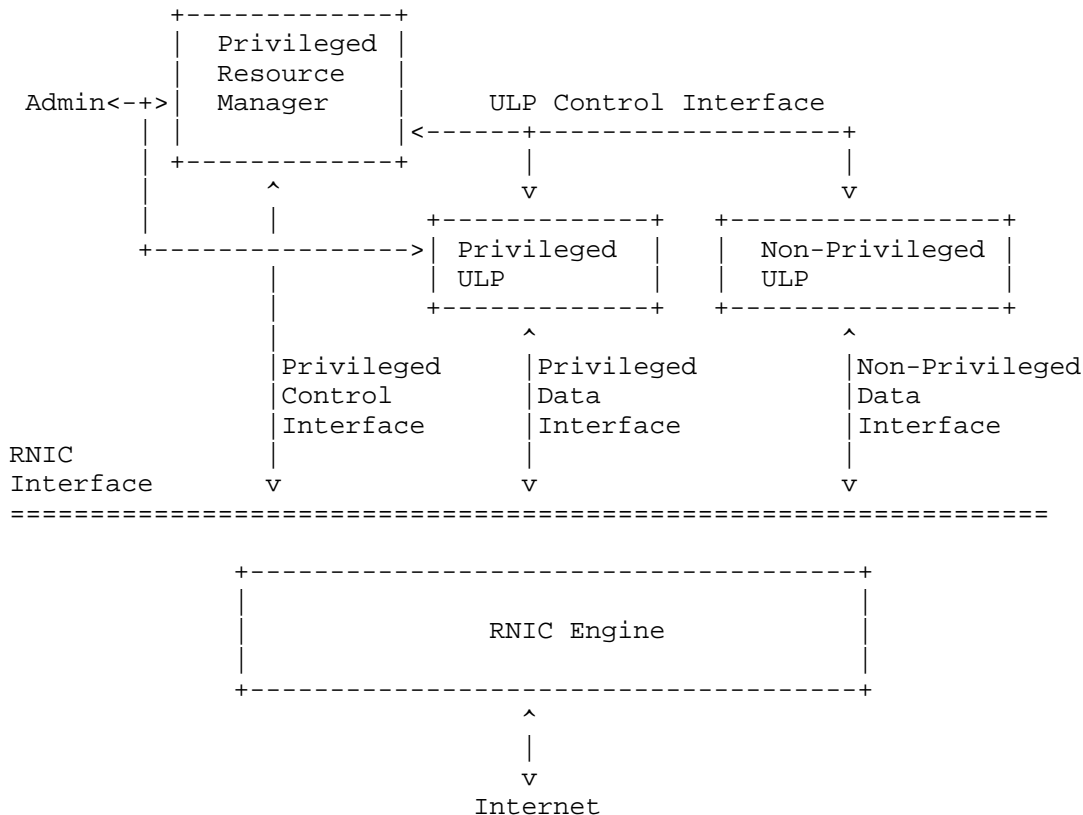 Privileged
Resource
Admin<-+>| Manager
ULP Control Interface
Privileged
ULP
Non-Privileged
ULP
Privileged
Control
Interface
Privileged
Data
Interface
Non-Privileged
Data
Interface
RNIC
Interface
RNIC Engine
Internet